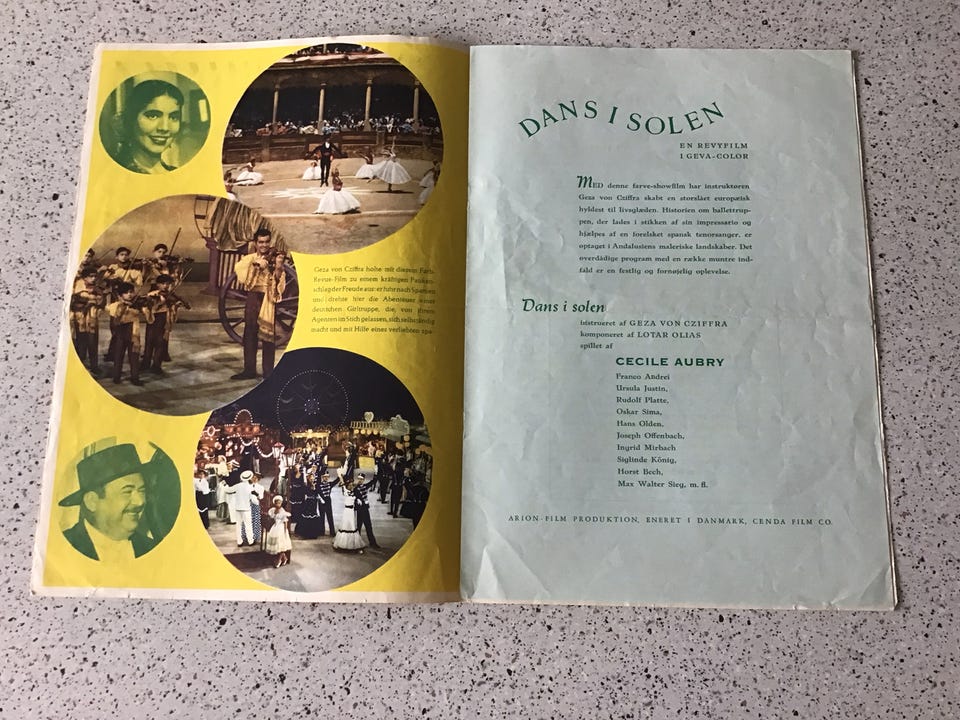 Geza von Cziffra holte mit diesem Farb-
Revue-Film zu einem kräftigen Pauken-
schlag der Freude aus: er fuhr nach Spanien
und drehte hier die Abenteuer einer
deutschen Girltruppe, die, von ihrem
Agenten im Stich gelassen, sich selbständig
macht und mit Hilfe eines verliebten spa-
DANS I SOLEN
EN REVYFILM
I GEVA-COLOR
MED denne farve-showfilm har instruktøren
Geza von Cziffra skabt en storslået europæisk
hyldest til livsglæden. Historien om balletrup-
pen, der lades i stikken af sin impressario og
hjælpes af en forelsket spansk tenorsanger, er
optaget i Andalusiens maleriske landskaber. Det
overdådige program med en række muntre ind-
fald er en festlig og fornøjelig oplevelse.
Dans i solen
instrueret af GEZA VON CZIFFRA
komponeret af LOTAR OLIAS
spillet af
CECILE AUBRY
Franco Andrei
Ursula Justin,
Rudolf Platte,
Oskar Sima,
Hans Olden,
Joseph Offenbach,
Ingrid Mirbach
Siglinde König,
Horst Bech,
Max Walter Sieg, m. fl.
ARION-FILM PRODUKTION, ENERET I DANMARK, CENDA FILM CO.